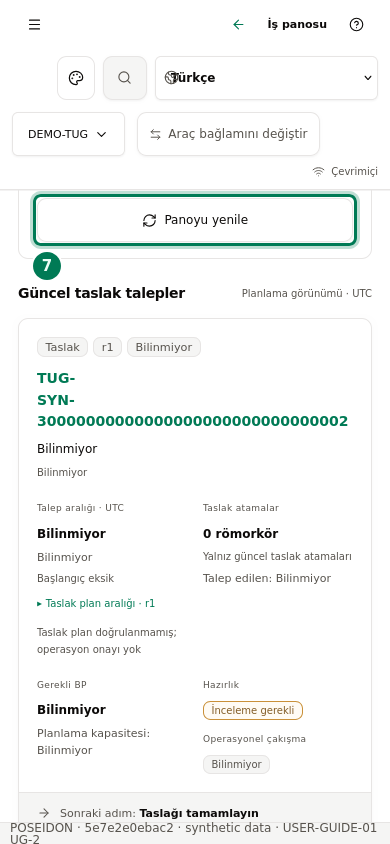 İş panosu
Türkçe
DEMO-TUG
Araç bağlamını değiştir
Çevrimiçi
Panoyu yenile
7
Güncel taslak talepler
Planlama görünümü · UTC
Taslak
r1
Bilinmiyor
TUG-
SYN-
30000000000000000000000000000002
Bilinmiyor
Bilinmiyor
Talep aralığı · UTC
Bilinmiyor
Bilinmiyor
Başlangıç eksik
▸ Taslak plan aralığı · r1
Taslak plan doğrulanmamış;
operasyon onayı yok
Taslak atamalar
0 römorkör
Yalnız güncel taslak atamaları
Talep edilen: Bilinmiyor
Gerekli BP
Bilinmiyor
Planlama kapasitesi:
Bilinmiyor
Hazırlık
İnceleme gerekli
Operasyonel çakışma
Bilinmiyor
Sonraki adım: Taslağı tamamlayın
POSEIDON · 5e7e2e0ebac2 · synthetic data · USER-GUIDE-01
UG-2